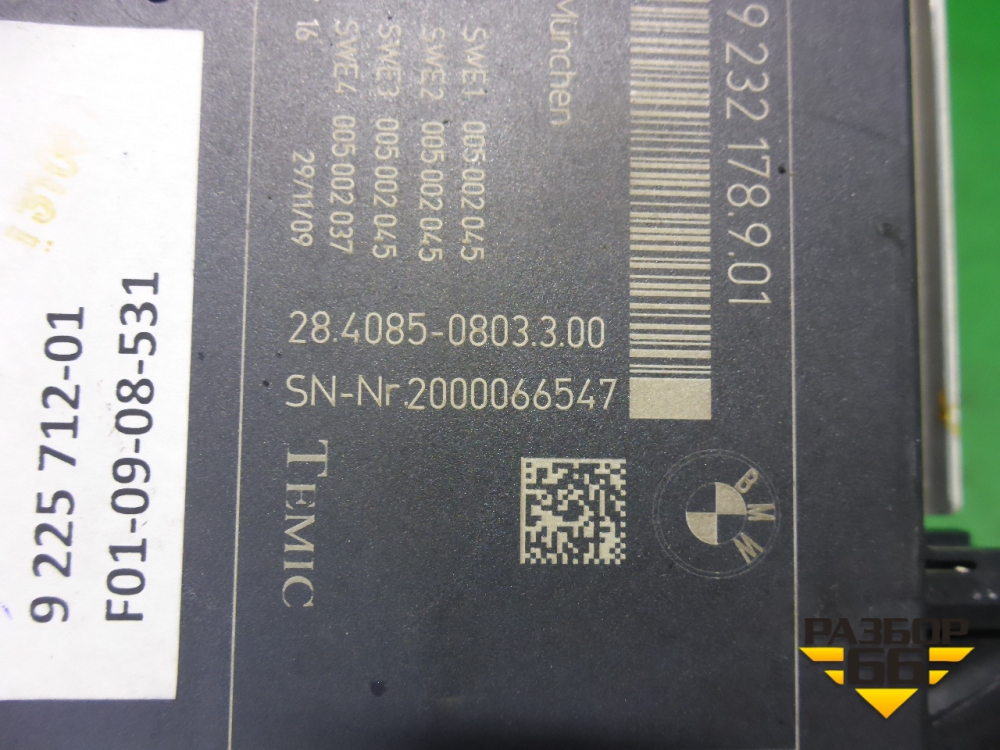 9 232 178.9.01
München
SWE1 005 002 045
SWE2 005 002 045
SWE3 005 002 045
SWE4 005 002 037
16 29/11/09
28.4085-0803.3.00
SN-Nr.2000066547
TEMIC
BMW
9 225 712-01
F01-09-08-531
РАЗБОР
66